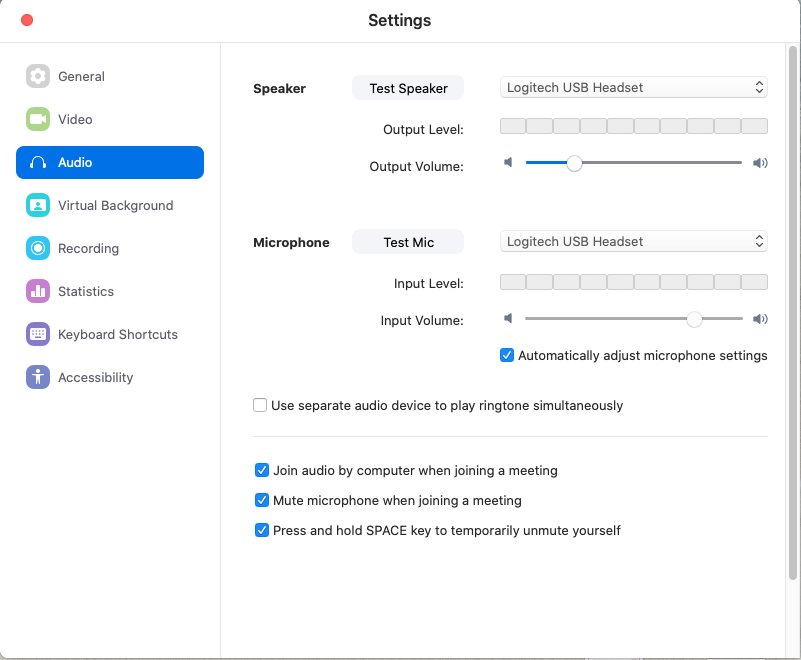 Settings
General
Video
Audio
Virtual Background
Recording
Statistics
Keyboard Shortcuts
Accessibility
Speaker
Test Speaker
Logitech USB Headset
Output Level:
Output Volume:
Microphone
Test Mic
Logitech USB Headset
Input Level:
Input Volume:
Automatically adjust microphone settings
Use separate audio device to play ringtone simultaneously
Join audio by computer when joining a meeting
Mute microphone when joining a meeting
Press and hold SPACE key to temporarily unmute yourself